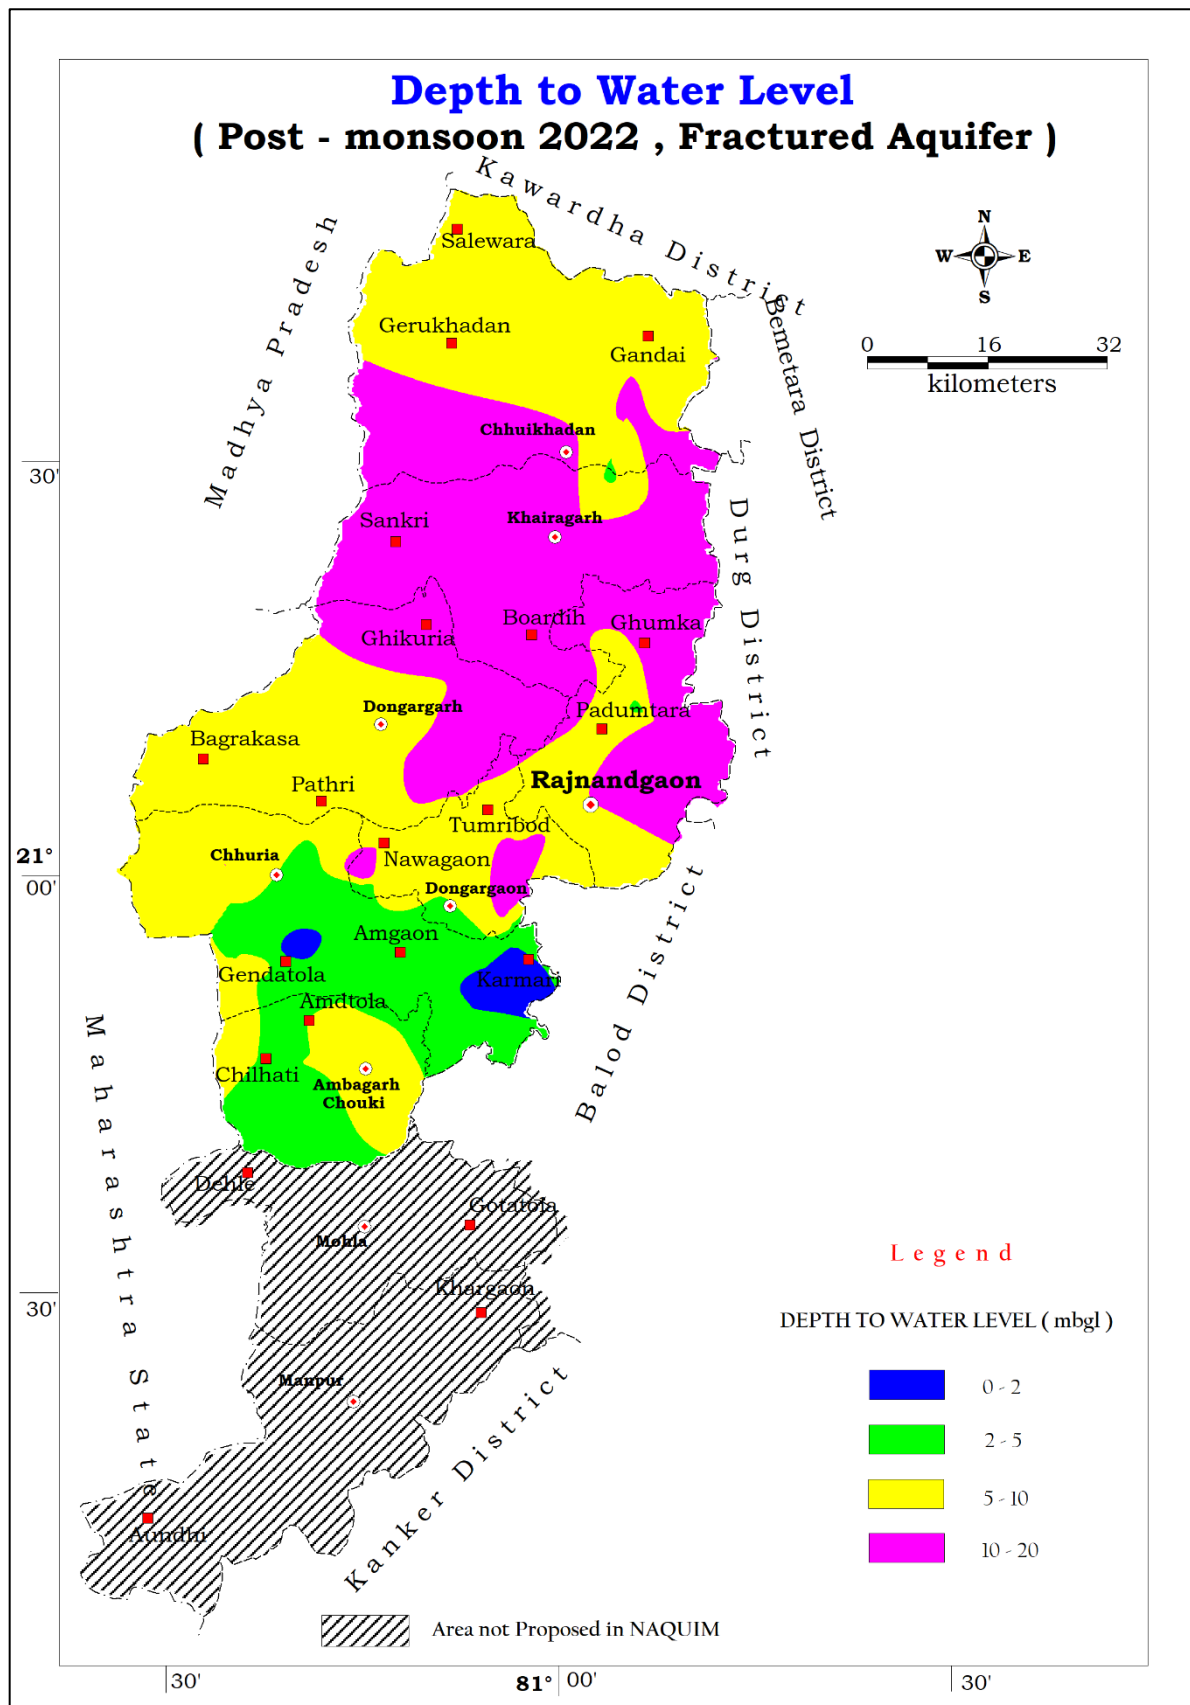 Depth to Water Level
( Post - monsoon 2022 , Fractured Aquifer )
Kawardha District
Madhya Pradesh
Bemetara District
Durg District
Balod District
Maharashtra State
Kanker District
N
W E
S
0 16 32
kilometers
Salewara
Gerukhadan
Gandai
Chhuikhadan
30'
Sankri
Khairagarh
Boardih
Ghumka
Ghikuria
Dongargarh
Padumtara
Bagrakasa
Pathri
Rajnandgaon
Tumribod
21°
00'
Chhuria
Nawagaon
Dongargaon
Amgaon
Gendatola
Karmari
Amdtola
Chilhati
Ambagarh
Chouki
Dehle
Gotatola
Mohla
Khargaon
30'
Manpur
Aundhi
Legend
DEPTH TO WATER LEVEL ( mbgl )
0 - 2
2 - 5
5 - 10
10 - 20
Area not Proposed in NAQUIM
30'
81° 00'
30'